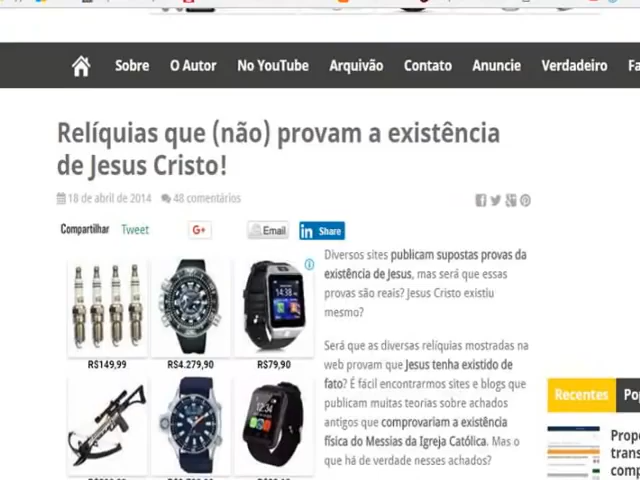 Sobre O Autor No YouTube Arquivão Contato Anuncie Verdadeiro
Relíquias que (não) provam a existência
de Jesus Cristo!
18 de abril de 2014 48 comentários
Compartilhar Tweet G+ Email in Share
Diversos sites publicam supostas provas da
existência de Jesus, mas será que essas
provas são reais? Jesus Cristo existiu
mesmo?
Será que as diversas relíquias mostradas na
web provam que Jesus tenha existido de
fato? É fácil encontrarmos sites e blogs que
publicam muitas teorias sobre achados
antigos que comprovariam a existência
física do Messias da Igreja Católica. Mas o
que há de verdade nesses achados?
R$149,99 R$4.279,90 R$79,90
Recentes